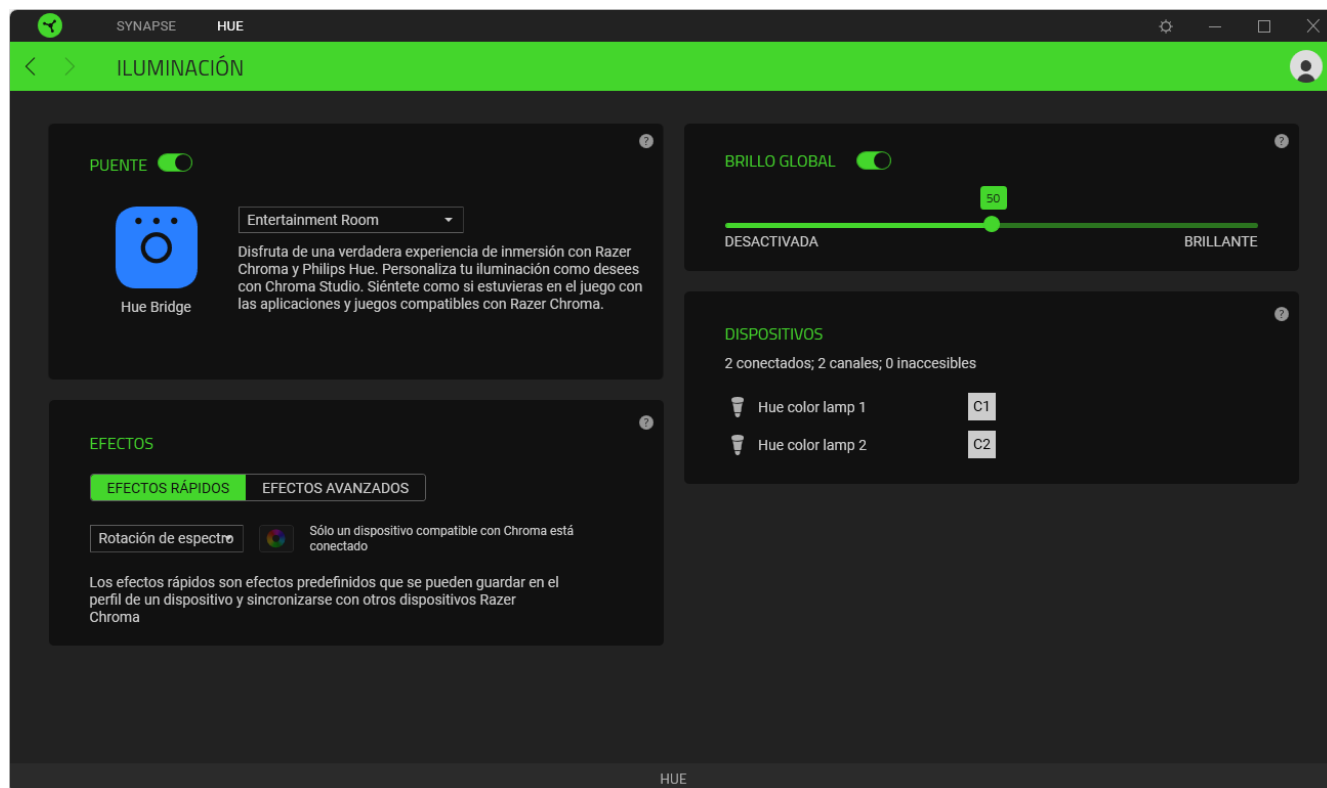 SYNAPSE HUE
ILUMINACIÓN
PUENTE
Entertainment Room
Disfruta de una verdadera experiencia de inmersión con Razer
Chroma y Philips Hue. Personaliza tu iluminación como desees
con Chroma Studio. Siéntete como si estuvieras en el juego con
las aplicaciones y juegos compatibles con Razer Chroma.
Hue Bridge
EFECTOS
EFECTOS RÁPIDOS EFECTOS AVANZADOS
Rotación de espectro
Sólo un dispositivo compatible con Chroma está
conectado
Los efectos rápidos son efectos predefinidos que se pueden guardar en el
perfil de un dispositivo y sincronizarse con otros dispositivos Razer
Chroma
BRILLO GLOBAL
50
DESACTIVADA BRILLANTE
DISPOSITIVOS
2 conectados; 2 canales; 0 inaccesibles
Hue color lamp 1 C1
Hue color lamp 2 C2
HUE